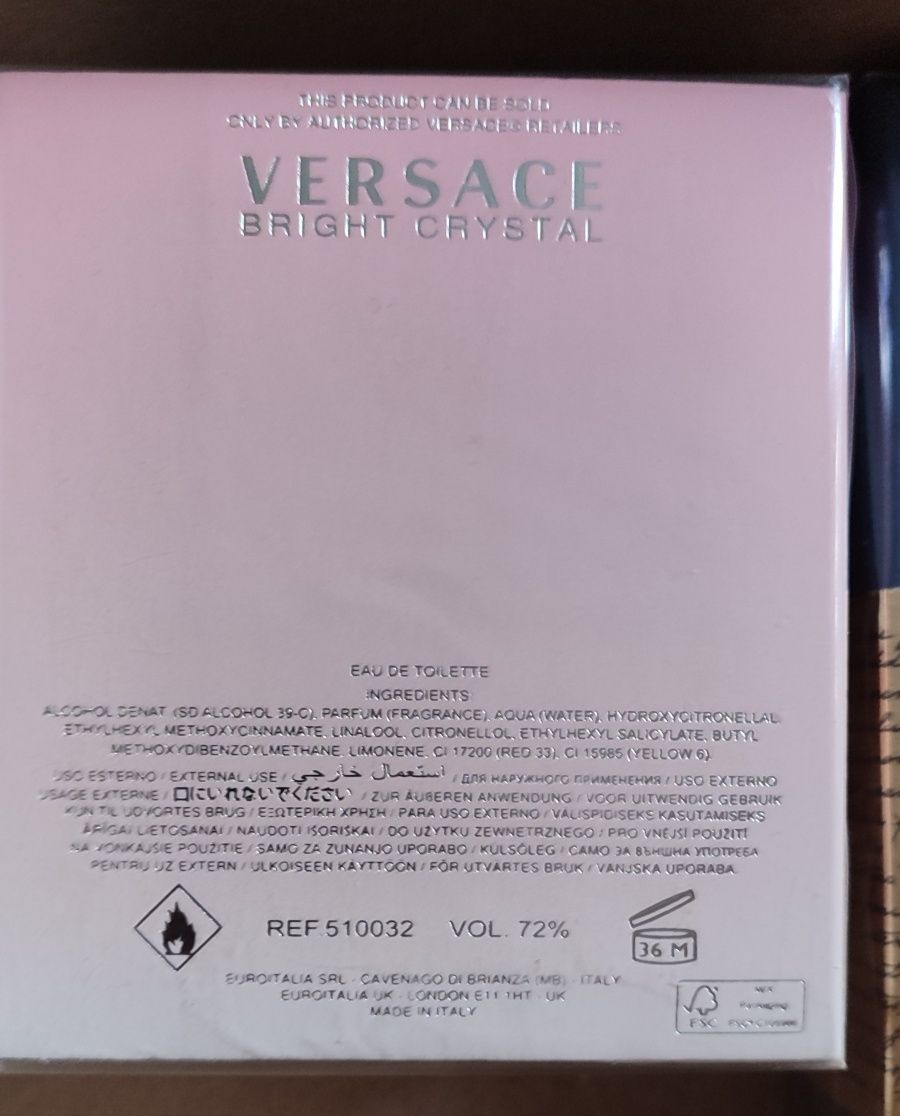 THIS PRODUCT CAN BE SOLD
ONLY BY AUTHORIZED VERSACE® RETAILERS
VERSACE
BRIGHT CRYSTAL
EAU DE TOILETTE
INGREDIENTS:
ALCOHOL DENAT. (SD ALCOHOL 39-C), PARFUM (FRAGRANCE), AQUA (WATER), HYDROXYCITRONELLAL,
ETHYLHEXYL METHOXYCINNAMATE, LINALOOL, CITRONELLOL, ETHYLHEXYL SALICYLATE, BUTYL
METHOXYDIBENZOYLMETHANE, LIMONENE, CI 17200 (RED 33), CI 15985 (YELLOW 6).
USO ESTERNO / EXTERNAL USE / استعمال خارجي / ДЛЯ НАРУЖНОГО ПРИМЕНЕНИЯ / USO EXTERNO
USAGE EXTERNE / 口にいれないでください / ZUR ÄUßEREN ANWENDUNG / VOOR UITWENDIG GEBRUIK
KUN TIL UDVORTES BRUG / ΕΞΩΤΕΡΙΚΗ ΧΡΗΣΗ / PARA USO EXTERNO / VÄLISPIDISEKS KASUTAMISEKS
ĀRĪGAI LIETOŠANAI / NAUDOTI IŠORIŠKAI / DO UŻYTKU ZEWNĘTRZNEGO / PRO VNĚJŠÍ POUŽITÍ
NA VONKAJŠIE POUŽITIE / SAMO ZA ZUNANJO UPORABO / KÜLSŐLEG / САМО ЗА ВЪНШНА УПОТРЕБА
PENTRU UZ EXTERN / ULKOISEEN KÄYTTÖÖN / FÖR UTVÄRTES BRUK / VANJSKA UPORABA.
REF.510032 VOL. 72%
36 M
EUROITALIA SRL - CAVENAGO DI BRIANZA (MB) - ITALY
EUROITALIA UK - LONDON E11 1HT - UK
MADE IN ITALY
MIX
FSC